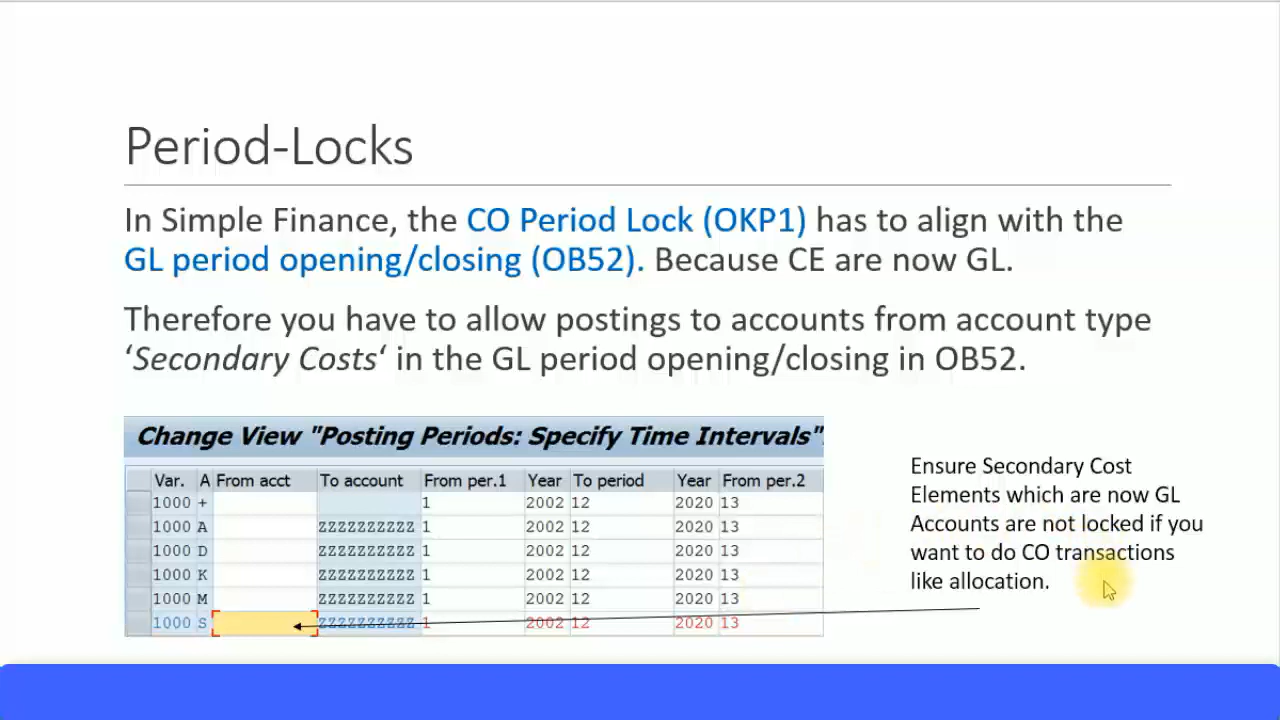 Period-Locks
In Simple Finance, the CO Period Lock (OKP1) has to align with the
GL period opening/closing (OB52). Because CE are now GL.
Therefore you have to allow postings to accounts from account type
‘Secondary Costs‘ in the GL period opening/closing in OB52.
Change View "Posting Periods: Specify Time Intervals"
Var. A From acct To account From per.1 Year To period Year From per.2
1000 + 1 2002 12 2020 13
1000 A ZZZZZZZZZZ 1 2002 12 2020 13
1000 D ZZZZZZZZZZ 1 2002 12 2020 13
1000 K ZZZZZZZZZZ 1 2002 12 2020 13
1000 M ZZZZZZZZZZ 1 2002 12 2020 13
1000 S ZZZZZZZZZZ 1 2002 12 2020 13
Ensure Secondary Cost
Elements which are now GL
Accounts are not locked if you
want to do CO transactions
like allocation.